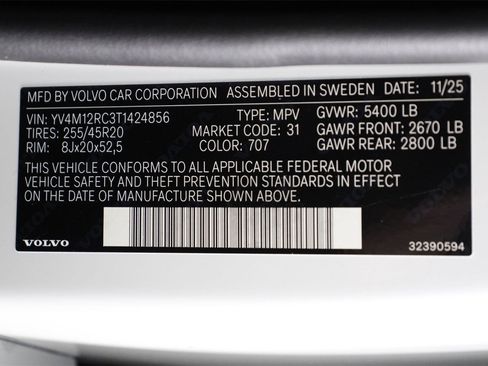 MFD BY VOLVO CAR CORPORATION ASSEMBLED IN SWEDEN DATE: 11/25
VIN: YV4M12RC3T1424856 TYPE: MPV GVWR: 5400 LB
TIRES: 255/45R20 MARKET CODE: 31 GAWR FRONT: 2670 LB
RIM: 8Jx20x52,5 COLOR: 707 GAWR REAR: 2800 LB
THIS VEHICLE CONFORMS TO ALL APPLICABLE FEDERAL MOTOR
VEHICLE SAFETY AND THEFT PREVENTION STANDARDS IN EFFECT
ON THE DATE OF MANUFACTURE SHOWN ABOVE.
VOLVO 32390594